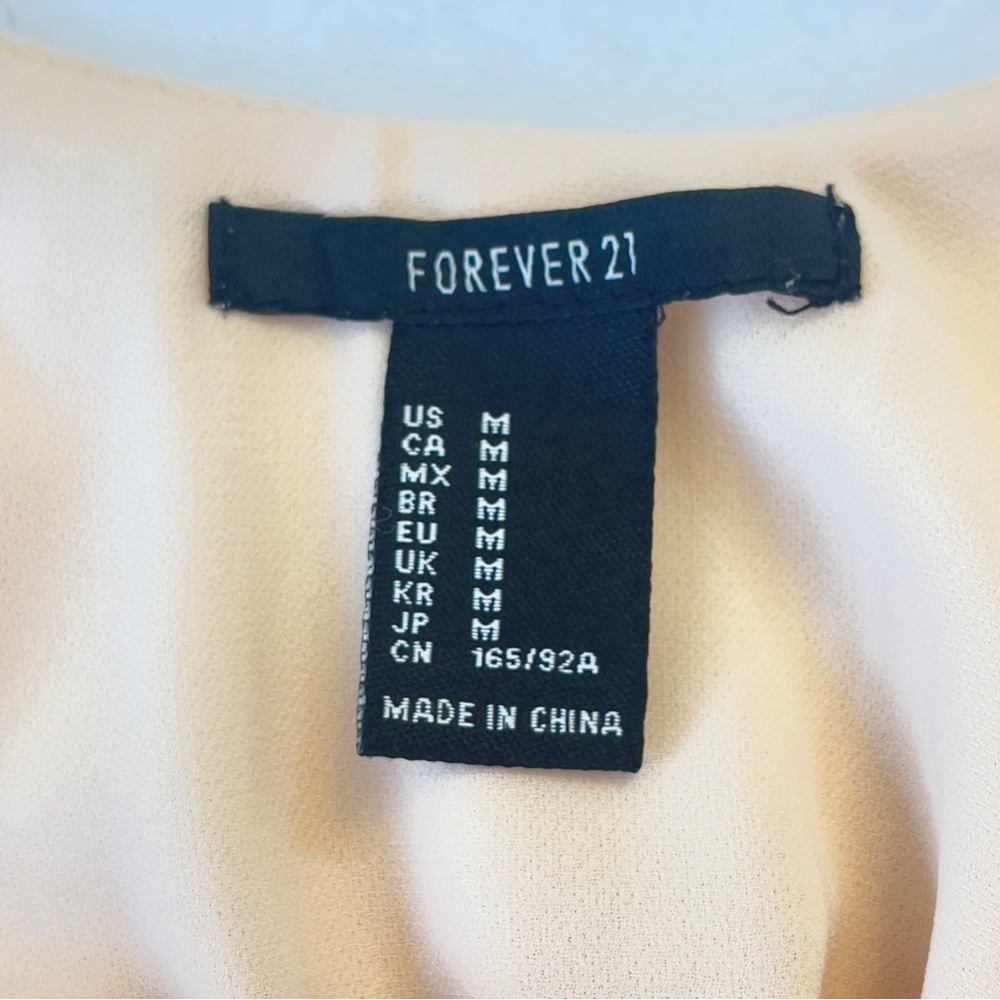 FOREVER 21
US M
CA M
MX M
BR M
EU M
UK M
KR M
JP M
CN 165/92A
MADE IN CHINA